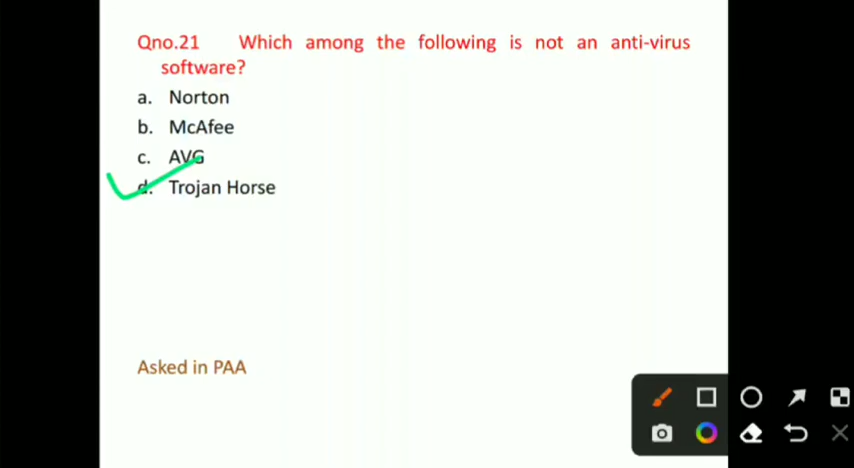 Qno.21 Which among the following is not an anti-virus
software?
a. Norton
b. McAfee
c. AVG
d. Trojan Horse
Asked in PAA